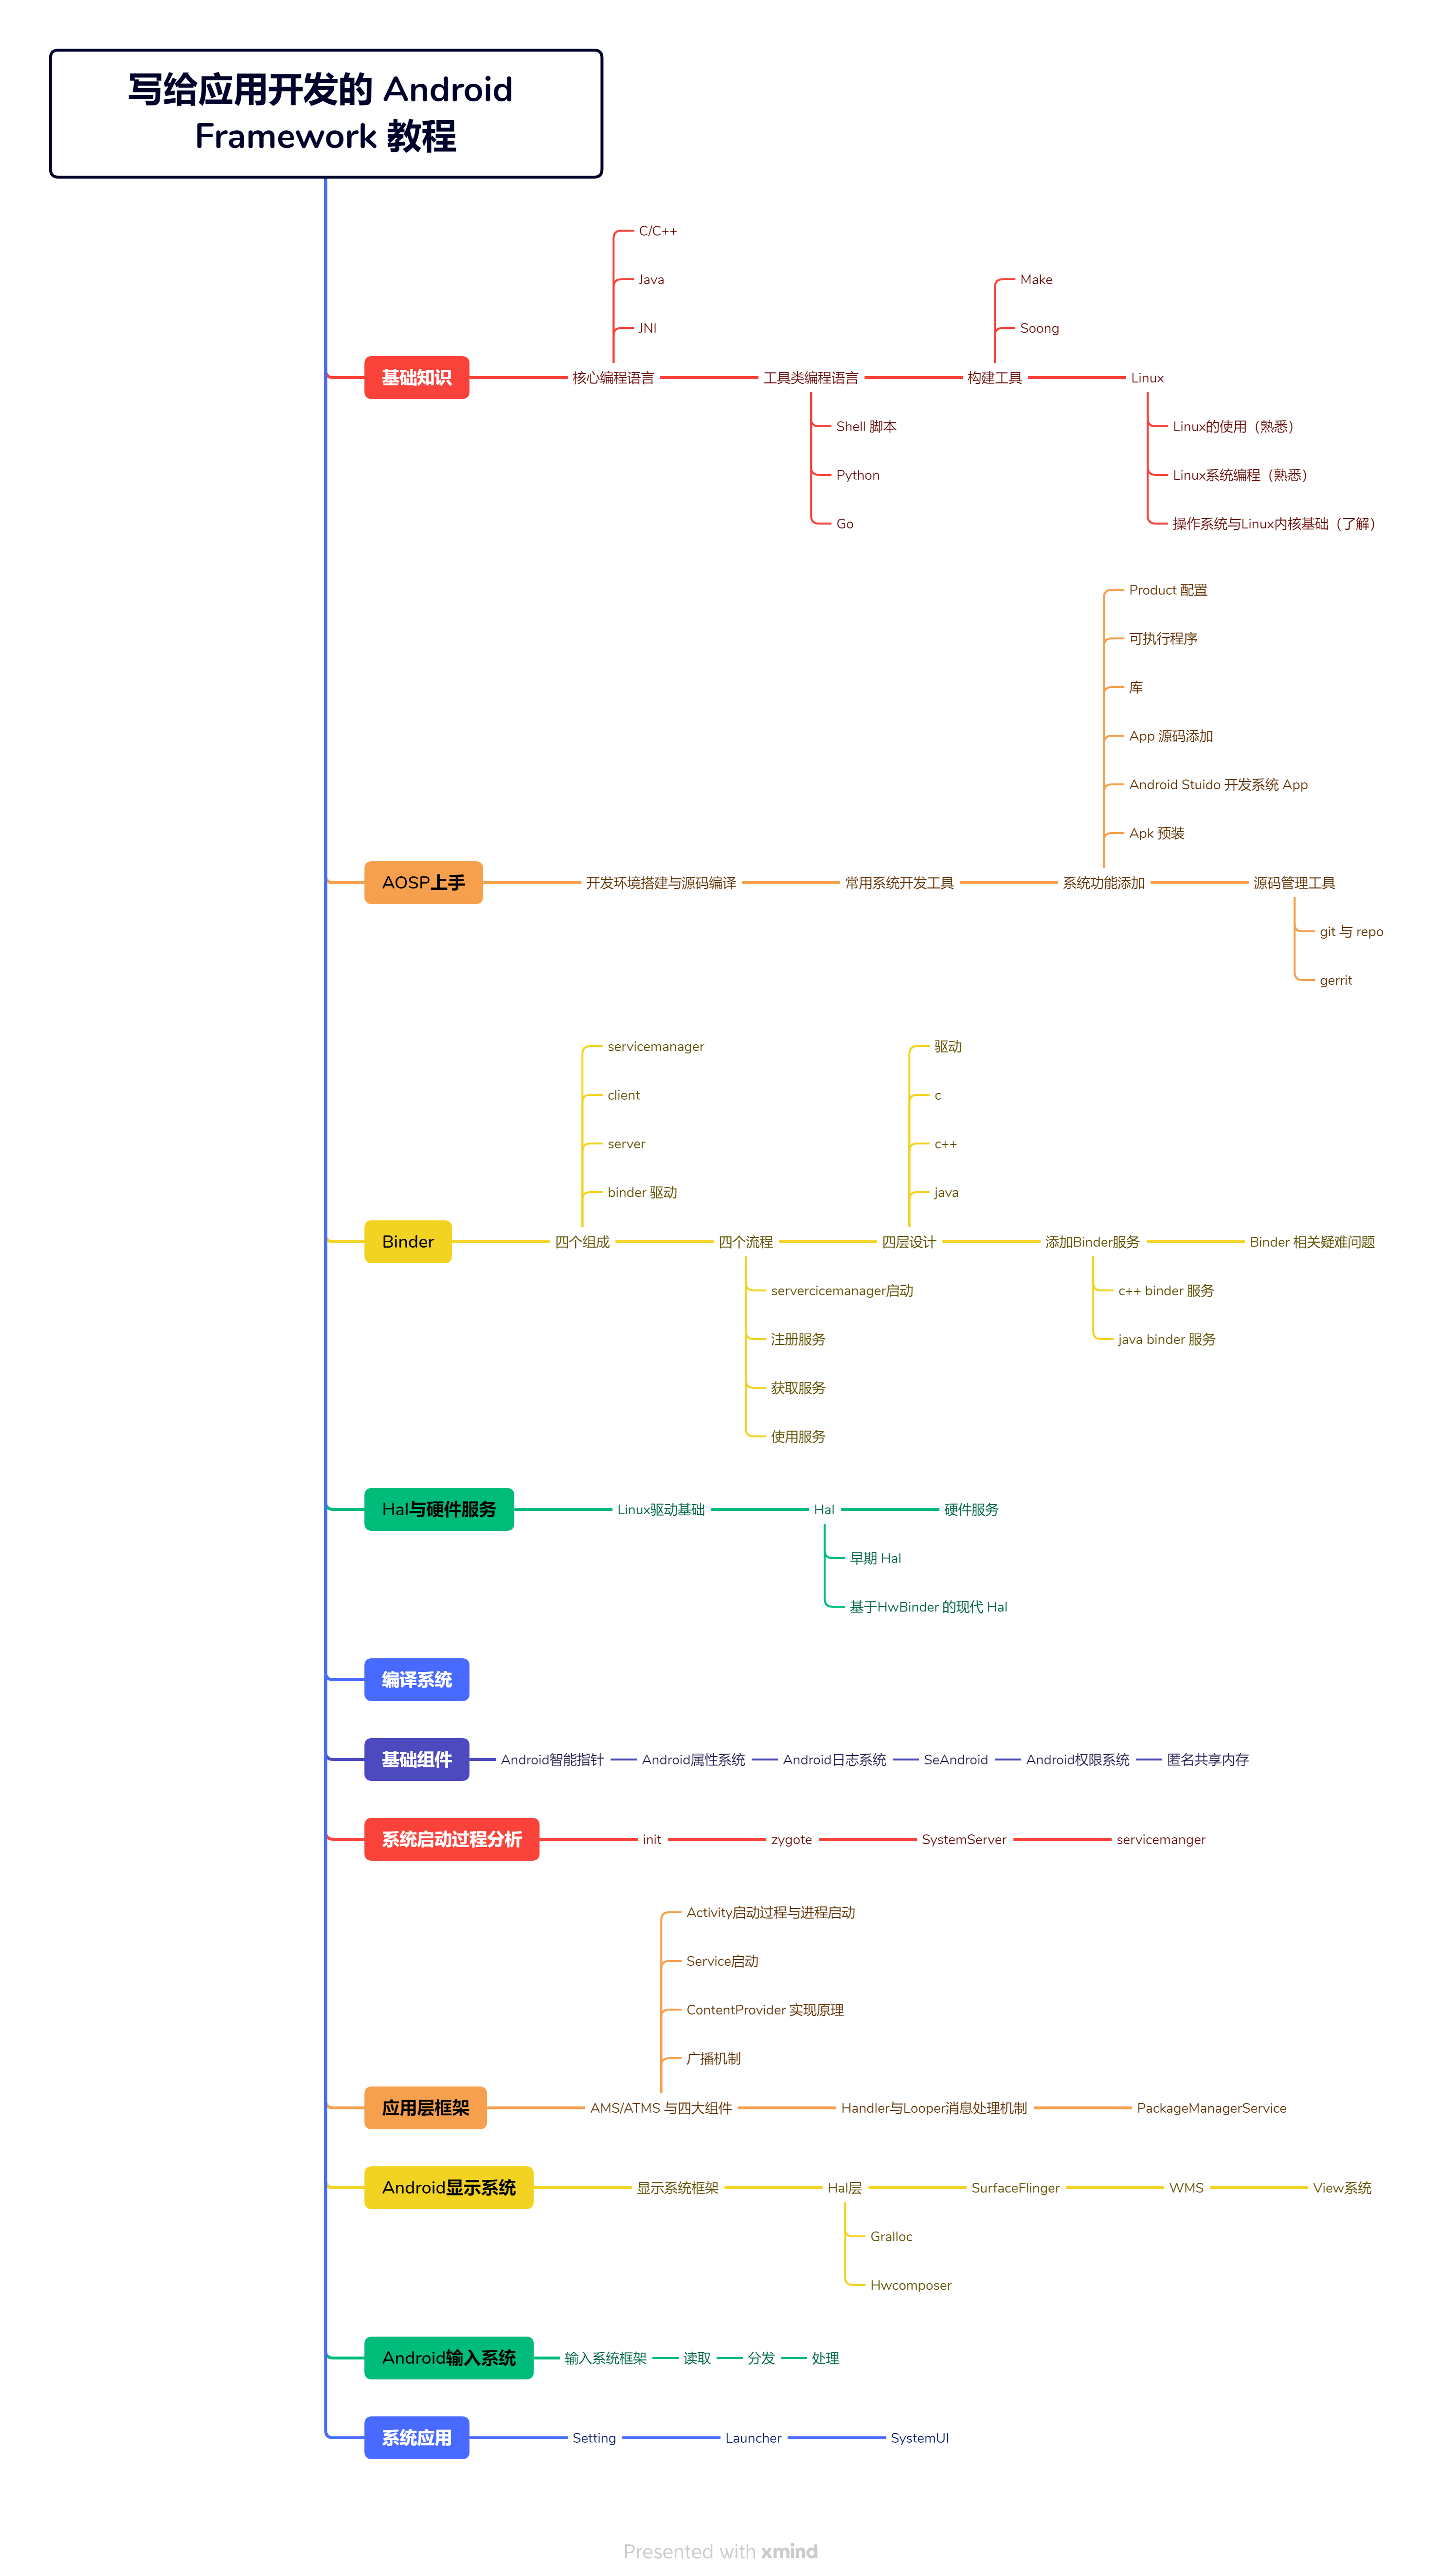 写给应用开发的 Android
Framework 教程
C/C++
Java
JNI
Make
Soong
基础知识
核心编程语言
工具类编程语言
构建工具
Linux
Shell 脚本
Python
Go
Linux的使用（熟悉）
Linux系统编程（熟悉）
操作系统与Linux内核基础（了解）
Product 配置
可执行程序
库
App 源码添加
Android Stuido 开发系统 App
Apk 预装
AOSP上手
开发环境搭建与源码编译
常用系统开发工具
系统功能添加
源码管理工具
git 与 repo
gerrit
servicemanager
client
server
binder 驱动
驱动
c
c++
java
Binder
四个组成
四个流程
四层设计
添加Binder服务
Binder 相关疑难问题
servercicemanager启动
注册服务
获取服务
使用服务
c++ binder 服务
java binder 服务
Hal与硬件服务
Linux驱动基础
Hal
硬件服务
早期 Hal
基于HwBinder 的现代 Hal
编译系统
基础组件
Android智能指针
Android属性系统
Android日志系统
SeAndroid
Android权限系统
匿名共享内存
系统启动过程分析
init
zygote
SystemServer
servicemanger
Activity启动过程与进程启动
Service启动
ContentProvider 实现原理
广播机制
应用层框架
AMS/ATMS 与四大组件
Handler与Looper消息处理机制
PackageManagerService
Android显示系统
显示系统框架
Hal层
SurfaceFlinger
WMS
View系统
Gralloc
Hwcomposer
Android输入系统
输入系统框架
读取
分发
处理
系统应用
Setting
Launcher
SystemUI
Presented with xmind